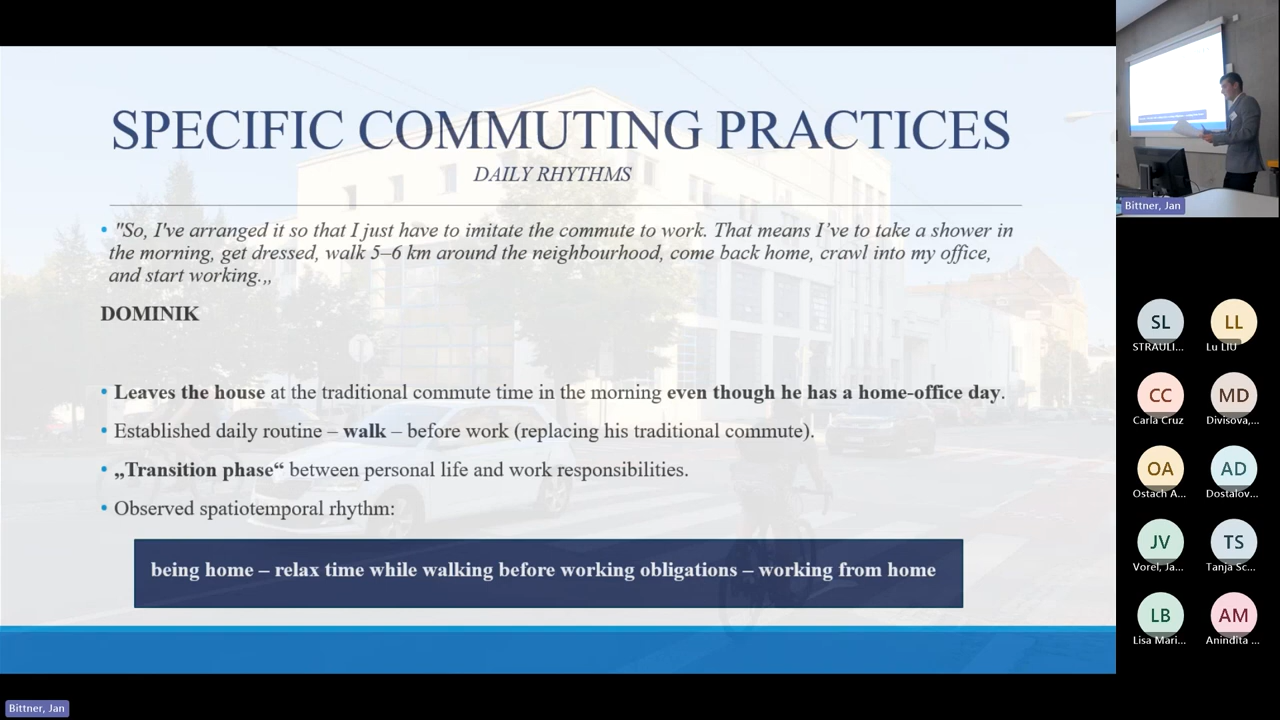 SPECIFIC COMMUTING PRACTICES
DAILY RHYTHMS
• "So, I've arranged it so that I just have to imitate the commute to work. That means I’ve to take a shower in
the morning, get dressed, walk 5–6 km around the neighbourhood, come back home, crawl into my office,
and start working.„
DOMINIK
• Leaves the house at the traditional commute time in the morning even though he has a home-office day.
• Established daily routine – walk – before work (replacing his traditional commute).
• „Transition phase“ between personal life and work responsibilities.
• Observed spatiotemporal rhythm:
being home – relax time while walking before working obligations – working from home
Bittner, Jan
SL
LL
STRAULI...
Lu LIU
CC
MD
Carla Cruz
Divisova,...
OA
AD
Ostach A...
Dostalov...
JV
TS
Vorel, Ja...
Tanja Sc...
LB
AM
Lisa Mari...
Anindita ...
Bittner, Jan